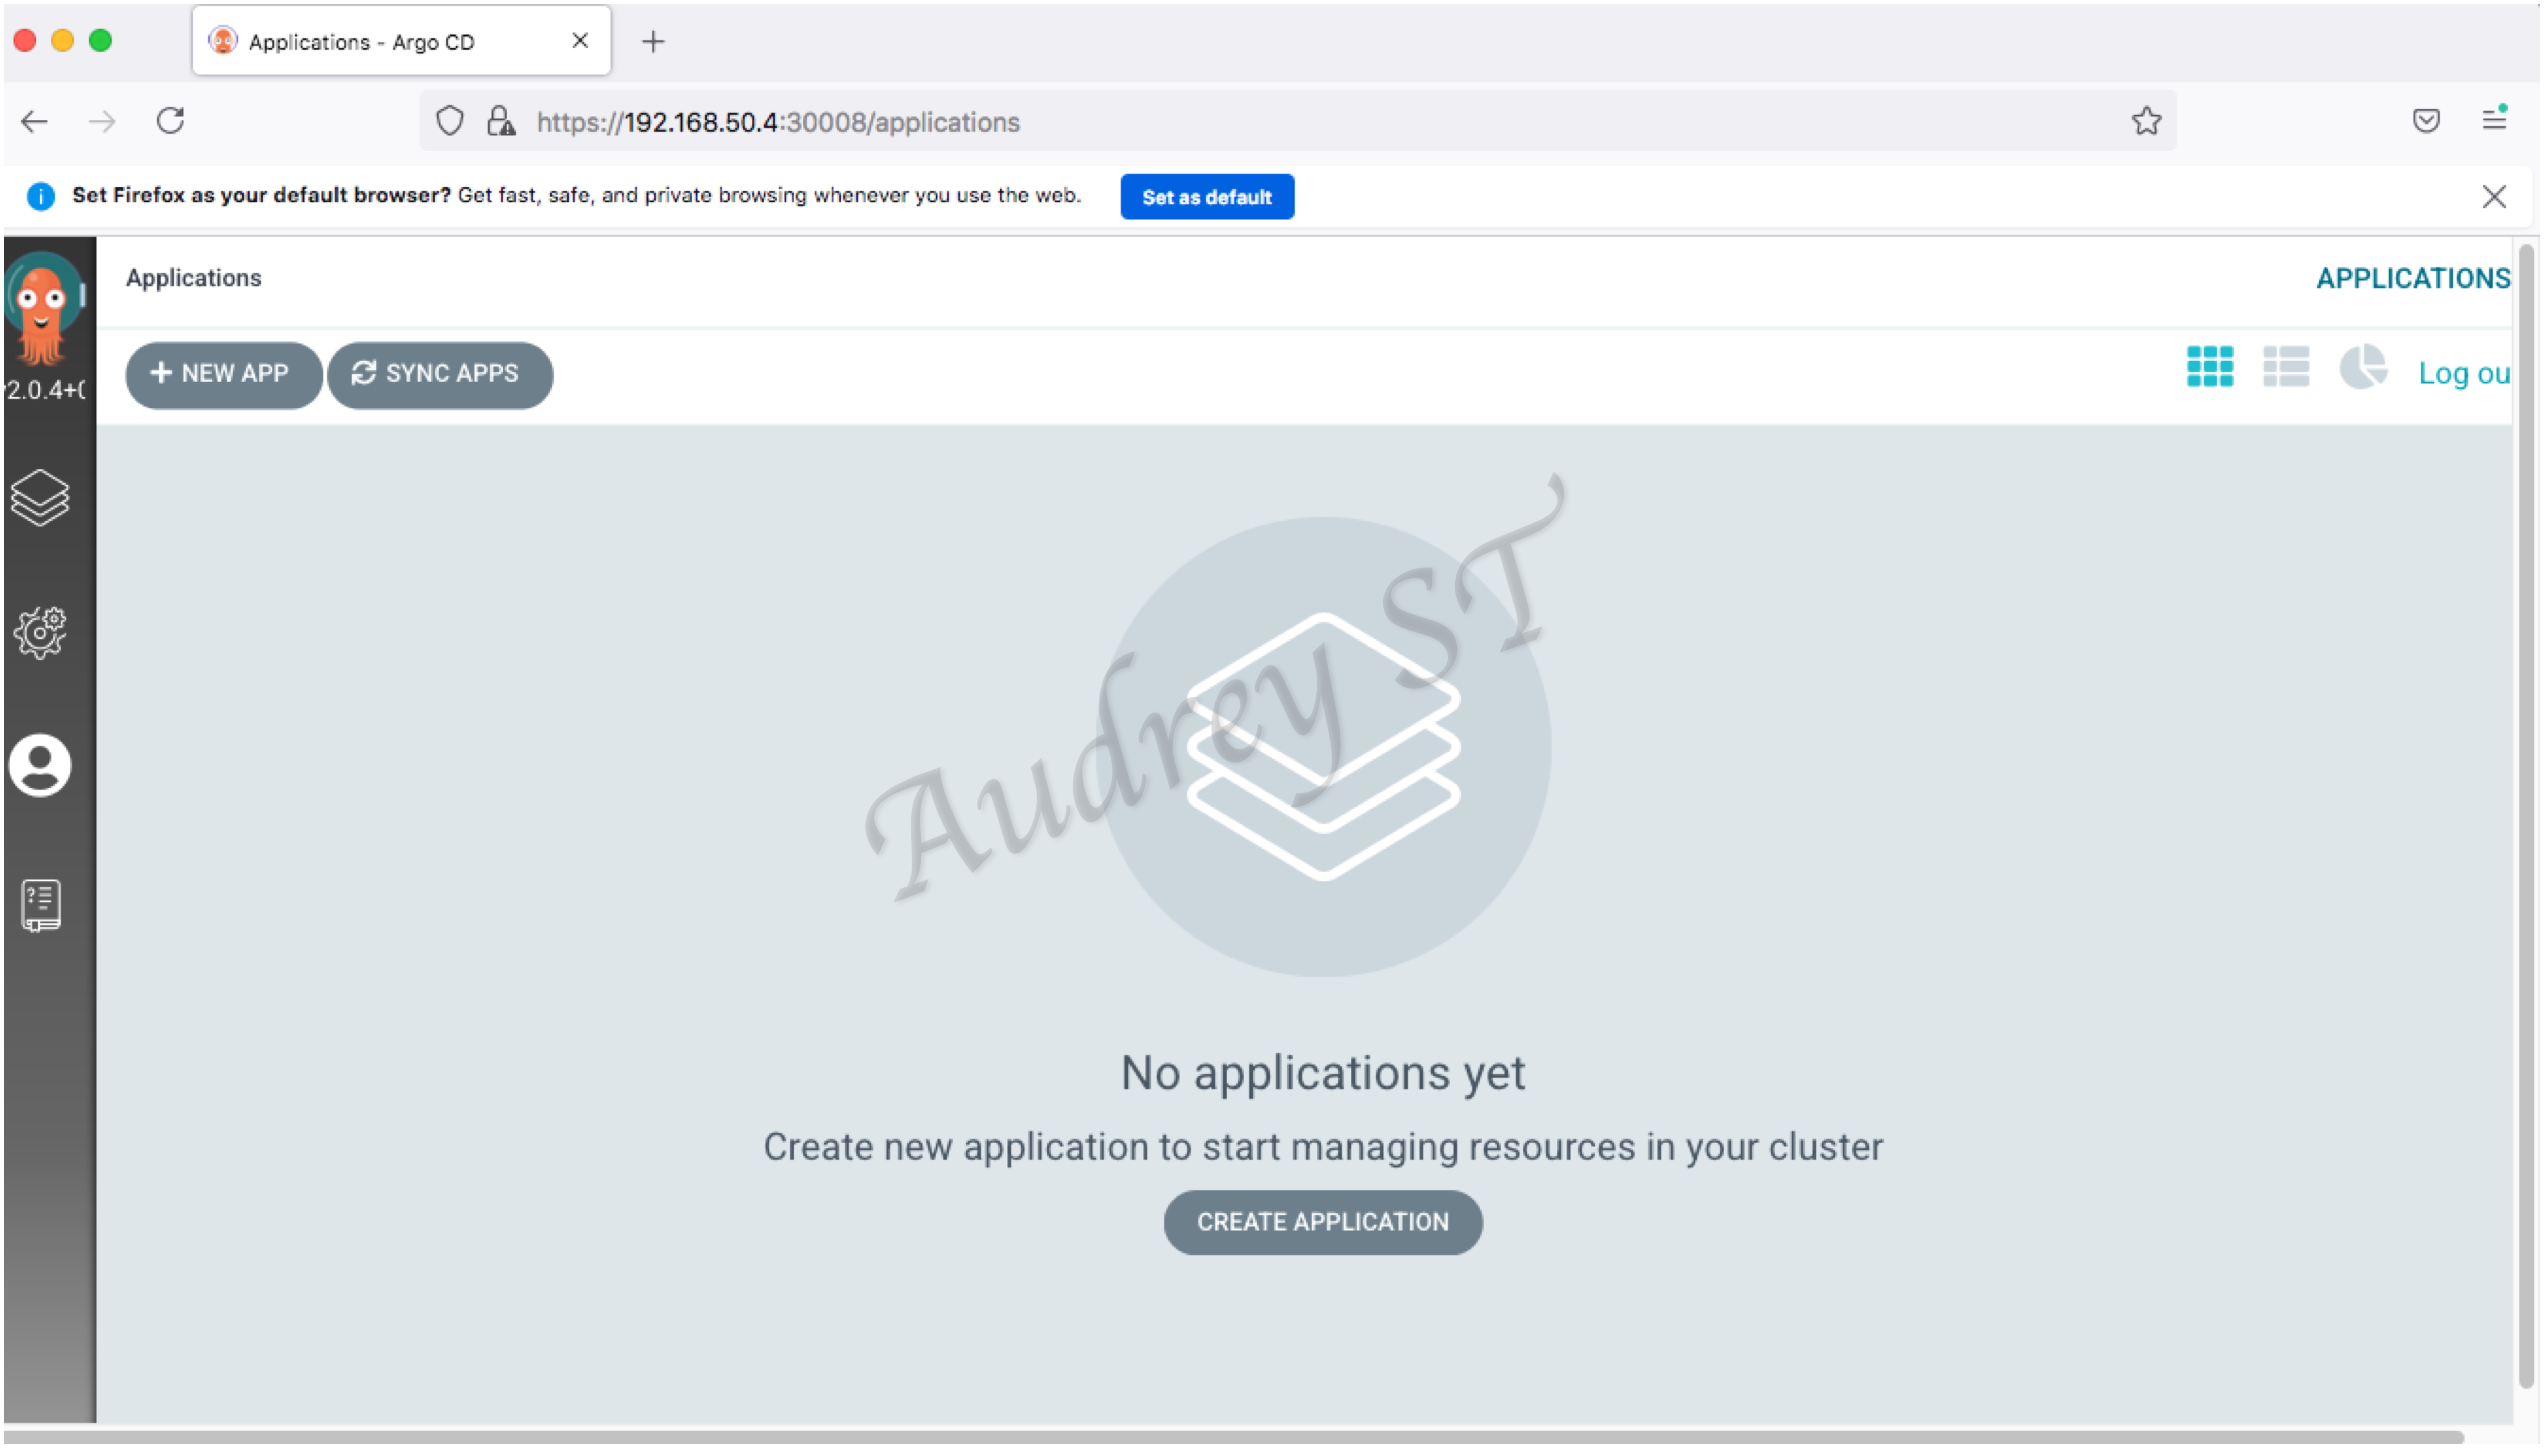 Applications - Argo CD
https://192.168.50.4:30008/applications
Set Firefox as your default browser? Get fast, safe, and private browsing whenever you use the web.
Set as default
Applications
APPLICATIONS
v2.0.4+(
NEW APP
SYNC APPS
Log ou
Audrey ST
No applications yet
Create new application to start managing resources in your cluster
CREATE APPLICATION